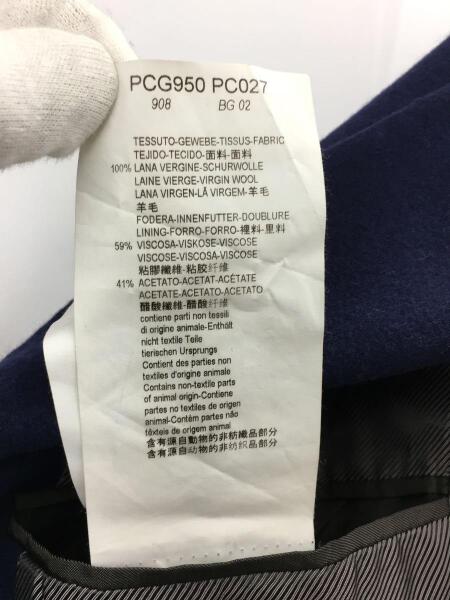 PCG950 PC027
908 BG 02
TESSUTO-GEWEBE-TISSUS-FABRIC
TEJIDO-TECIDO-面料-面料
100% LANA VERGINE-SCHURWOLLE
LAINE VIERGE-VIRGIN WOOL
LANA VIRGEN-LÃ VIRGEM-羊毛
羊毛
FODERA-INNENFUTTER-DOUBLURE
LINING-FORRO-FORRO-裡料-里料
59% VISCOSA-VISKOSE-VISCOSE
VISCOSE-VISCOSA-VISCOSE
粘膠纖維-粘胶纤维
41% ACETATO-ACETAT-ACÉTATE
ACETATE-ACETATO-ACETATO
醋酸纖維-醋酸纤维
contiene parti non tessili
di origine animale-Enthält
nicht textile Teile
tierischen Ursprungs
Contient des parties non
textiles d'origine animale
Contains non-textile parts
of animal origin-Contiene
partes no textiles de origen
animal-Contém partes não
têxteis de origem animal
含有源自動物的非紡織品部分
含有源自动物的非纺织品部分